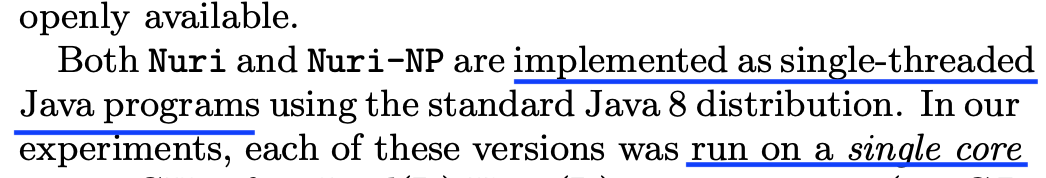 openly available.
Both Nuri and Nuri-NP are implemented as single-threaded
Java programs using the standard Java 8 distribution. In our
experiments, each of these versions was run on a single core